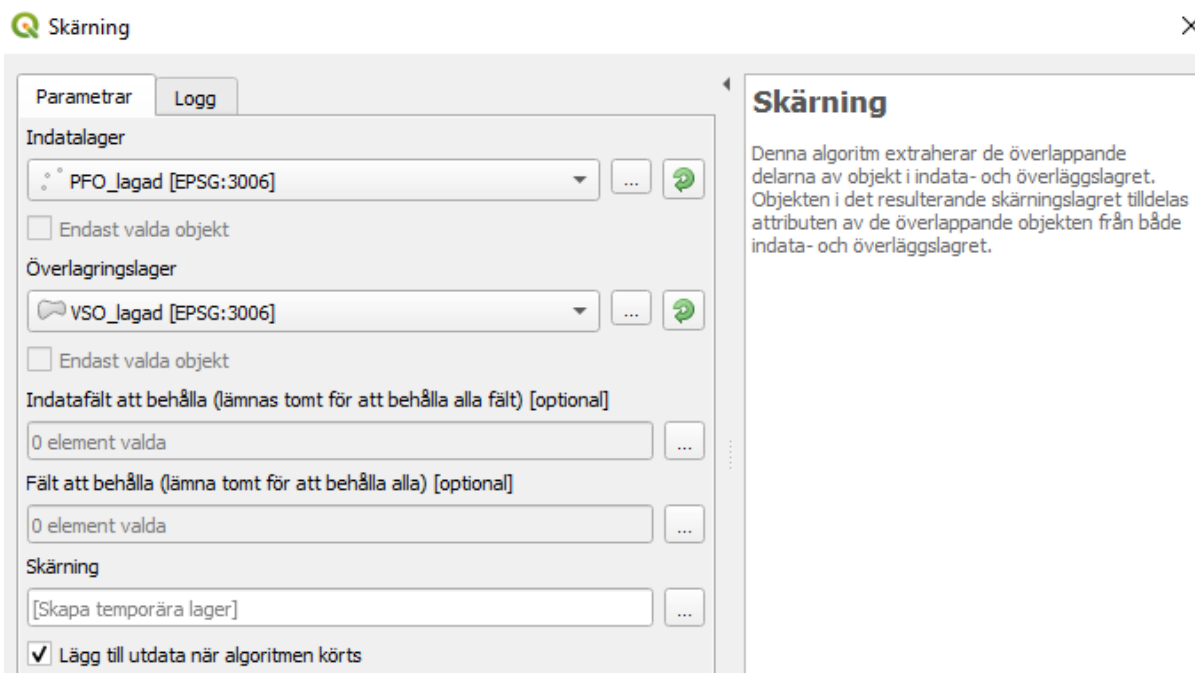 Skärning
Parametrar
Logg
Indatalager
PFO_lagad [EPSG:3006]
...
Endast valda objekt
Överlagringslager
VSO_lagad [EPSG:3006]
...
Endast valda objekt
Indatafält att behålla (lämnas tomt för att behålla alla fält) [optional]
0 element valda
...
Fält att behålla (lämna tomt för att behålla alla) [optional]
0 element valda
...
Skärning
[Skapa temporära lager]
...
Lägg till utdata när algoritmen körts
Skärning
Denna algoritm extraherar de överlappande
delarna av objekt i indata- och överläggslagret.
Objekten i det resulterande skärningslagret tilldelas
attributen av de överlappande objekten från både
indata- och överläggslagret.